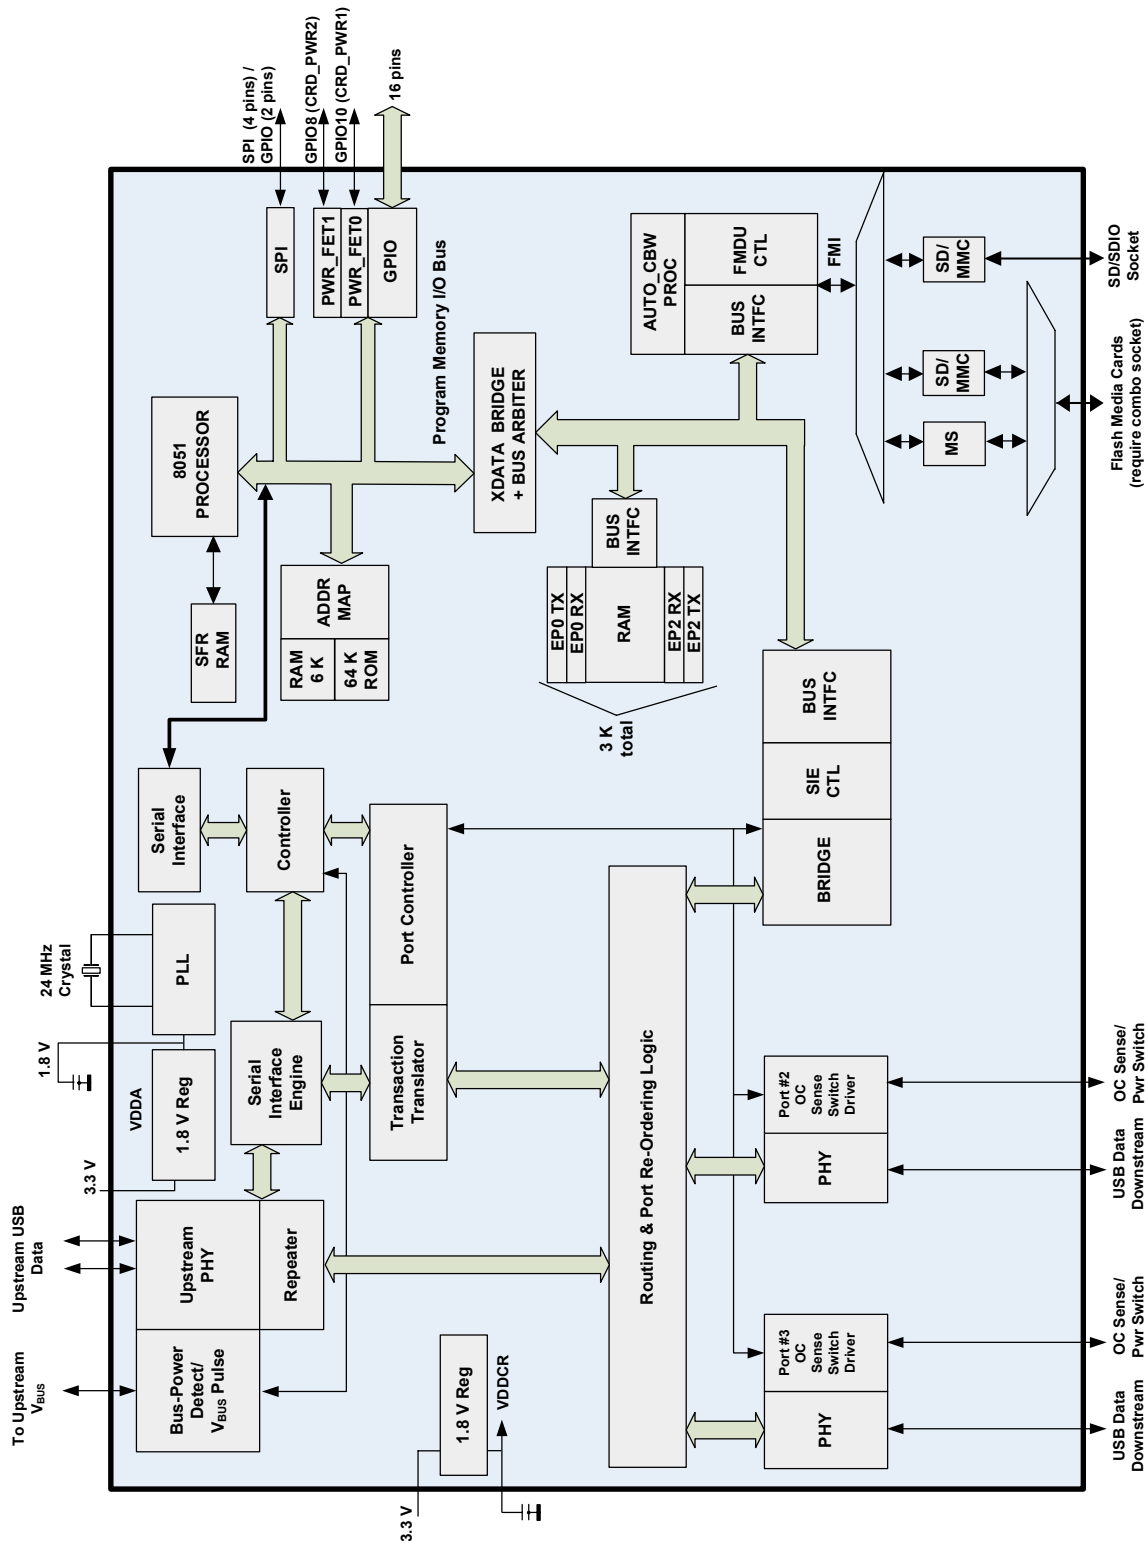 To Upstream
VBUS
Upstream USB
Data
3.3 V
VDDA
1.8 V
24 MHz
Crystal
Bus-Power
Detect/
VBUS Pulse
Upstream
PHY
Repeater
1.8 V Reg
PLL
Serial
Interface
Engine
Serial
Interface
Controller
Transaction
Translator
Port Controller
SFR
RAM
8051
PROCESSOR
RAM
6 K
64 K
ROM
ADDR
MAP
SPI
SPI (4 pins) /
GPIO (2 pins)
PWR_FET1
PWR_FET0
GPIO
GPIO8 (CRD_PWR2)
GPIO10 (CRD_PWR1)
16 pins
Program Memory I/O Bus
3.3 V
1.8 V Reg
VDDCR
XDATA BRIDGE
+ BUS ARBITER
3 K
total
EP0 TX
EP0 RX
RAM
EP2 RX
EP2 TX
BUS
INTFC
AUTO_CBW
PROC
BUS
INTFC
FMDU
CTL
FMI
Routing & Port Re-Ordering Logic
BRIDGE
SIE
CTL
BUS
INTFC
PHY
Port #3
OC
Sense
Switch
Driver
PHY
Port #2
OC
Sense
Switch
Driver
MS
SD/
MMC
SD/
MMC
USB Data
Downstream
OC Sense/
Pwr Switch
USB Data
Downstream
OC Sense/
Pwr Switch
Flash Media Cards
(require combo socket)
SD/SDIO
Socket